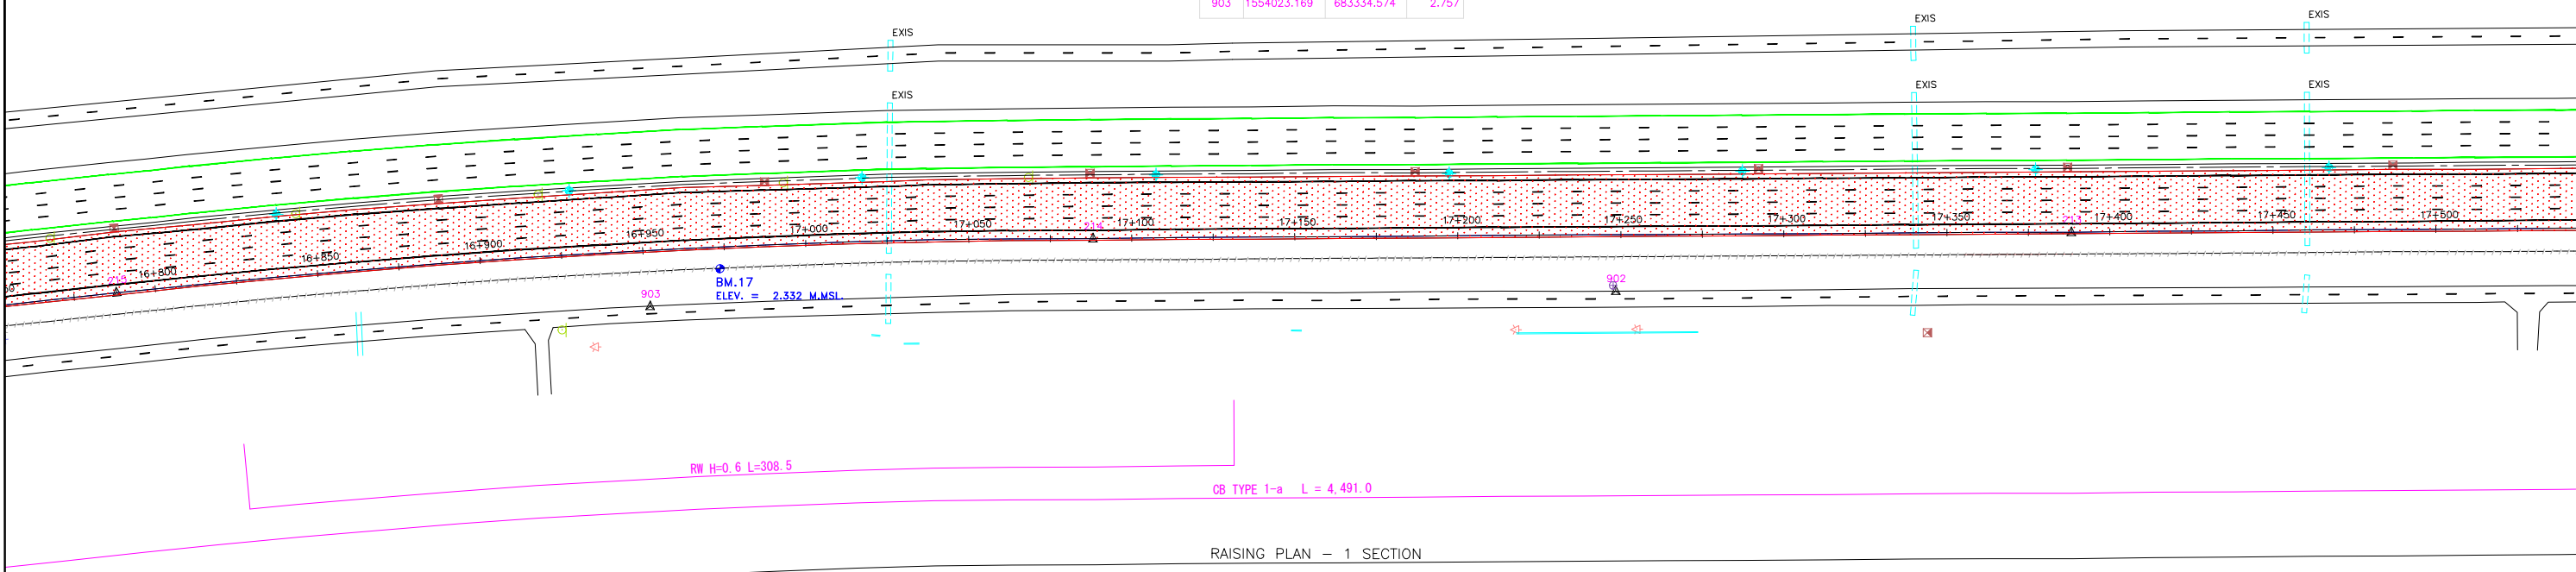 903 1554023.169 683334.574 2.757
EXIS
EXIS
EXIS
EXIS
EXIS
EXIS
16+800
16+850
16+900
16+950
17+000
17+050
17+100
17+150
17+200
17+250
17+300
17+350
17+400
17+450
17+500
214
213
903
902
BM.17
ELEV. = 2.332 M.MSL.
RW H=0.6 L=308.5
CB TYPE 1-a L = 4,491.0
RAISING PLAN - 1 SECTION